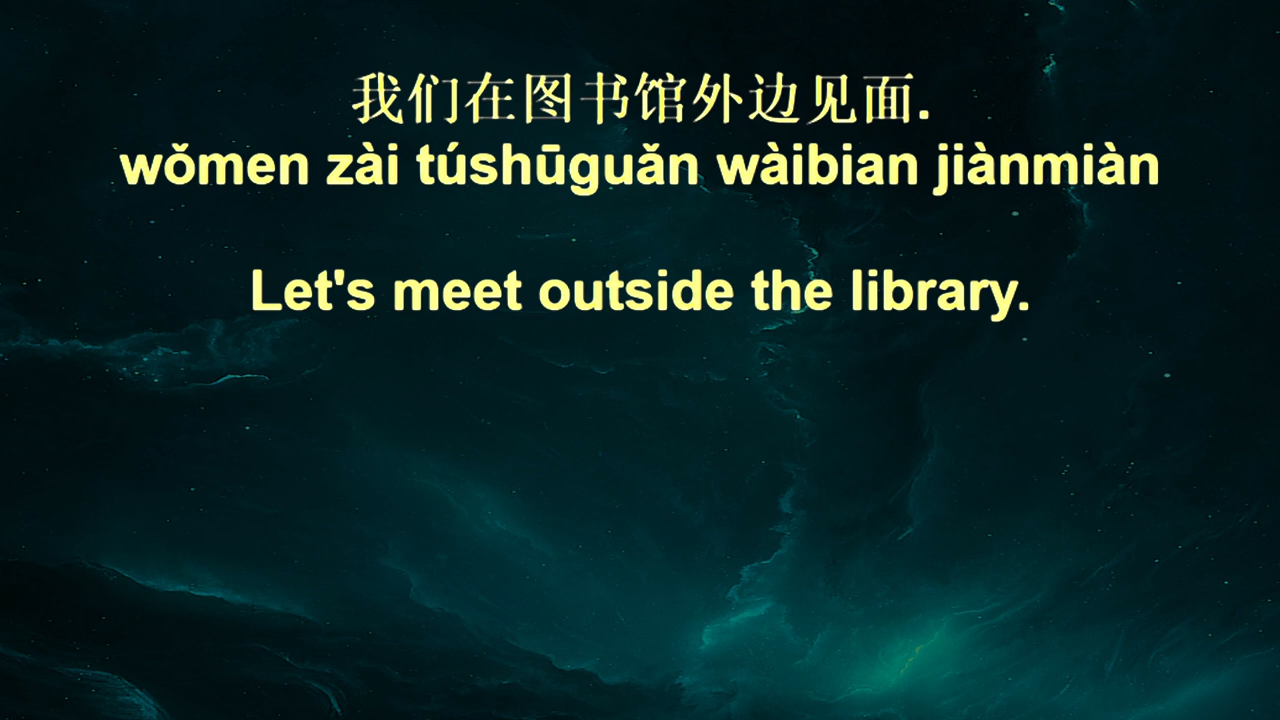 我们在图书馆外边见面.
wǒmen zài túshūguǎn wàibian jiànmiàn
Let's meet outside the library.